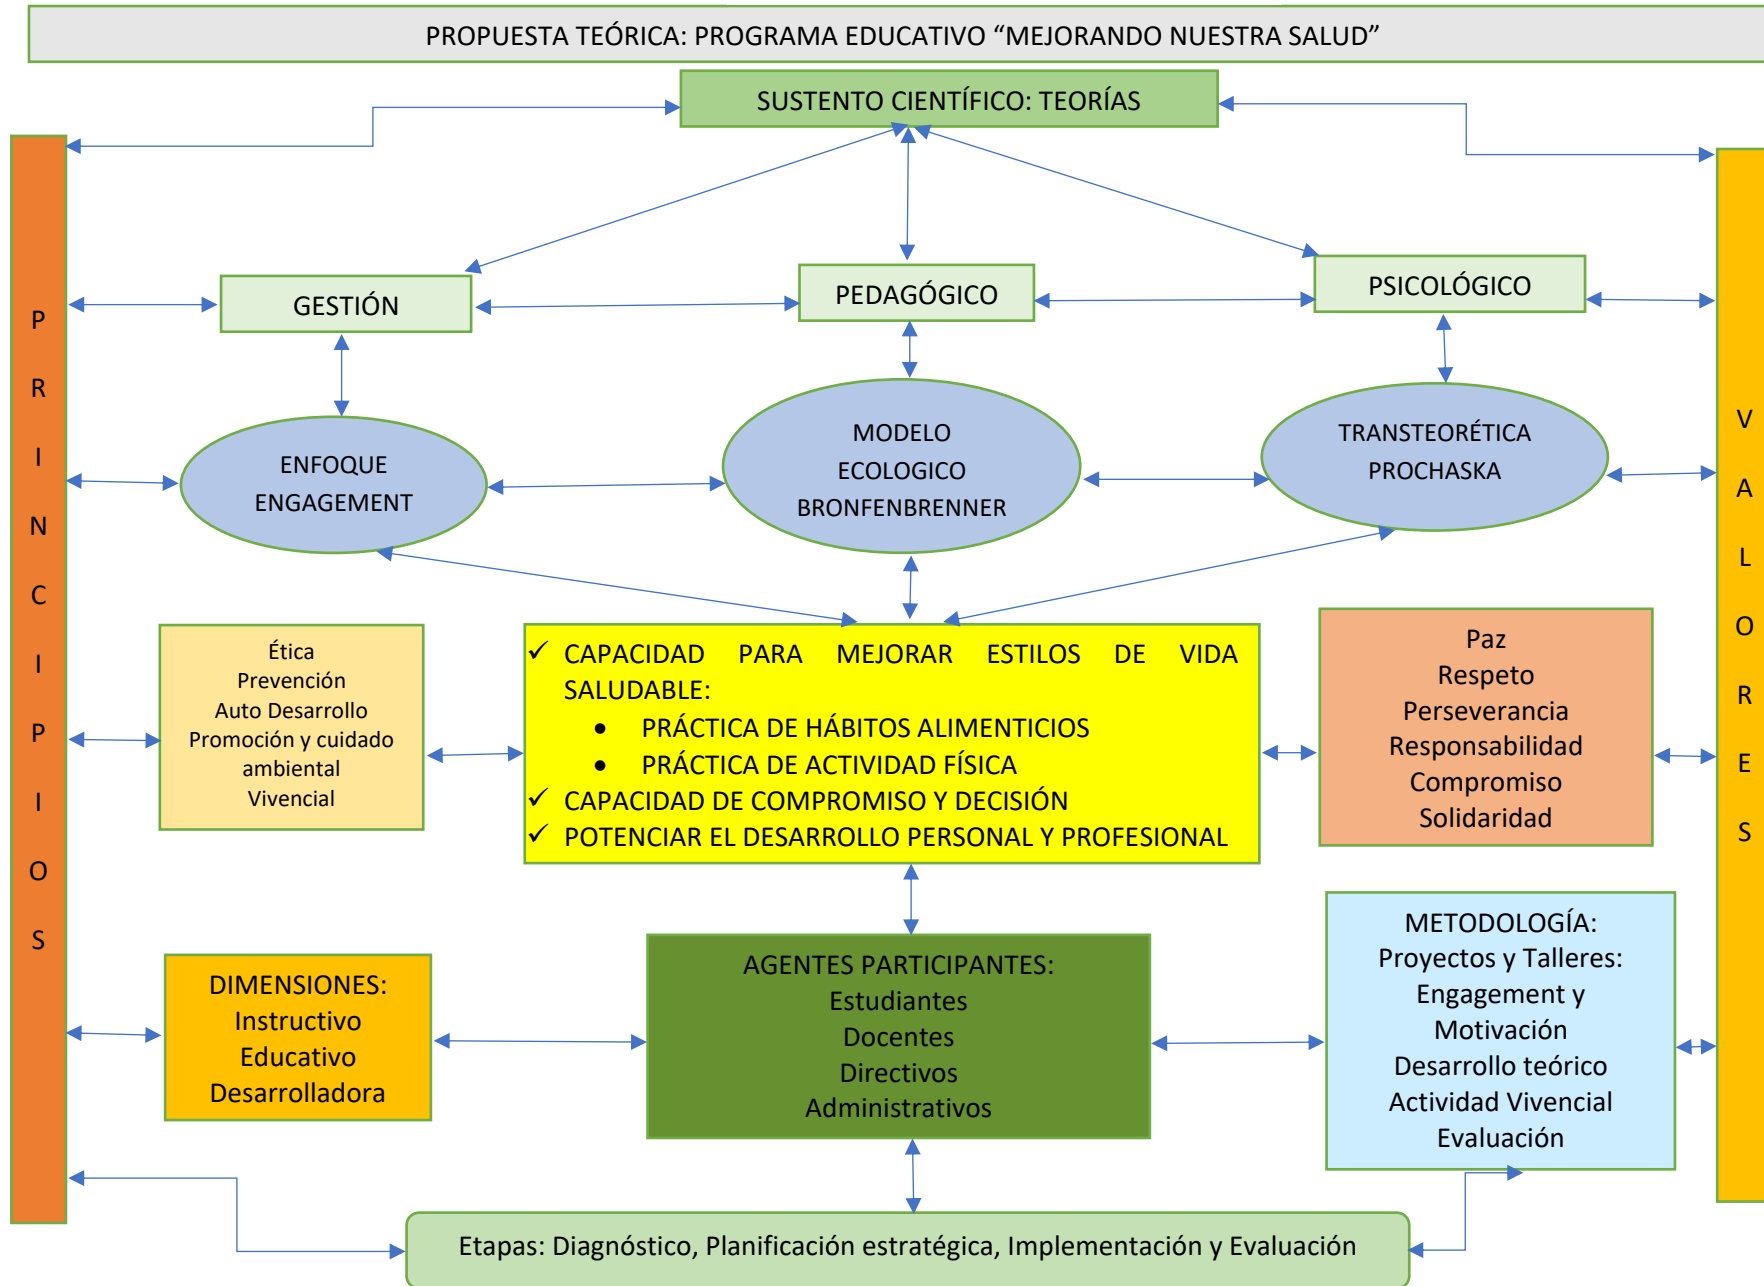 PROPUESTA TEÓRICA: PROGRAMA EDUCATIVO “MEJORANDO NUESTRA SALUD”
SUSTENTO CIENTÍFICO: TEORÍAS
PRINCIPIOS
GESTIÓN
PEDAGÓGICO
PSICOLÓGICO
VALORES
ENFOQUE
ENGAGEMENT
MODELO
ECOLOGICO
BRONFENBRENNER
TRANSTEORÉTICA
PROCHASKA
Ética
Prevención
Auto Desarrollo
Promoción y cuidado
ambiental
Vivencial
✓ CAPACIDAD PARA MEJORAR ESTILOS DE VIDA
SALUDABLE:
• PRÁCTICA DE HÁBITOS ALIMENTICIOS
• PRÁCTICA DE ACTIVIDAD FÍSICA
✓ CAPACIDAD DE COMPROMISO Y DECISIÓN
✓ POTENCIAR EL DESARROLLO PERSONAL Y PROFESIONAL
Paz
Respeto
Perseverancia
Responsabilidad
Compromiso
Solidaridad
DIMENSIONES:
Instructivo
Educativo
Desarrolladora
AGENTES PARTICIPANTES:
Estudiantes
Docentes
Directivos
Administrativos
METODOLOGÍA:
Proyectos y Talleres:
Engagement y
Motivación
Desarrollo teórico
Actividad Vivencial
Evaluación
Etapas: Diagnóstico, Planificación estratégica, Implementación y Evaluación